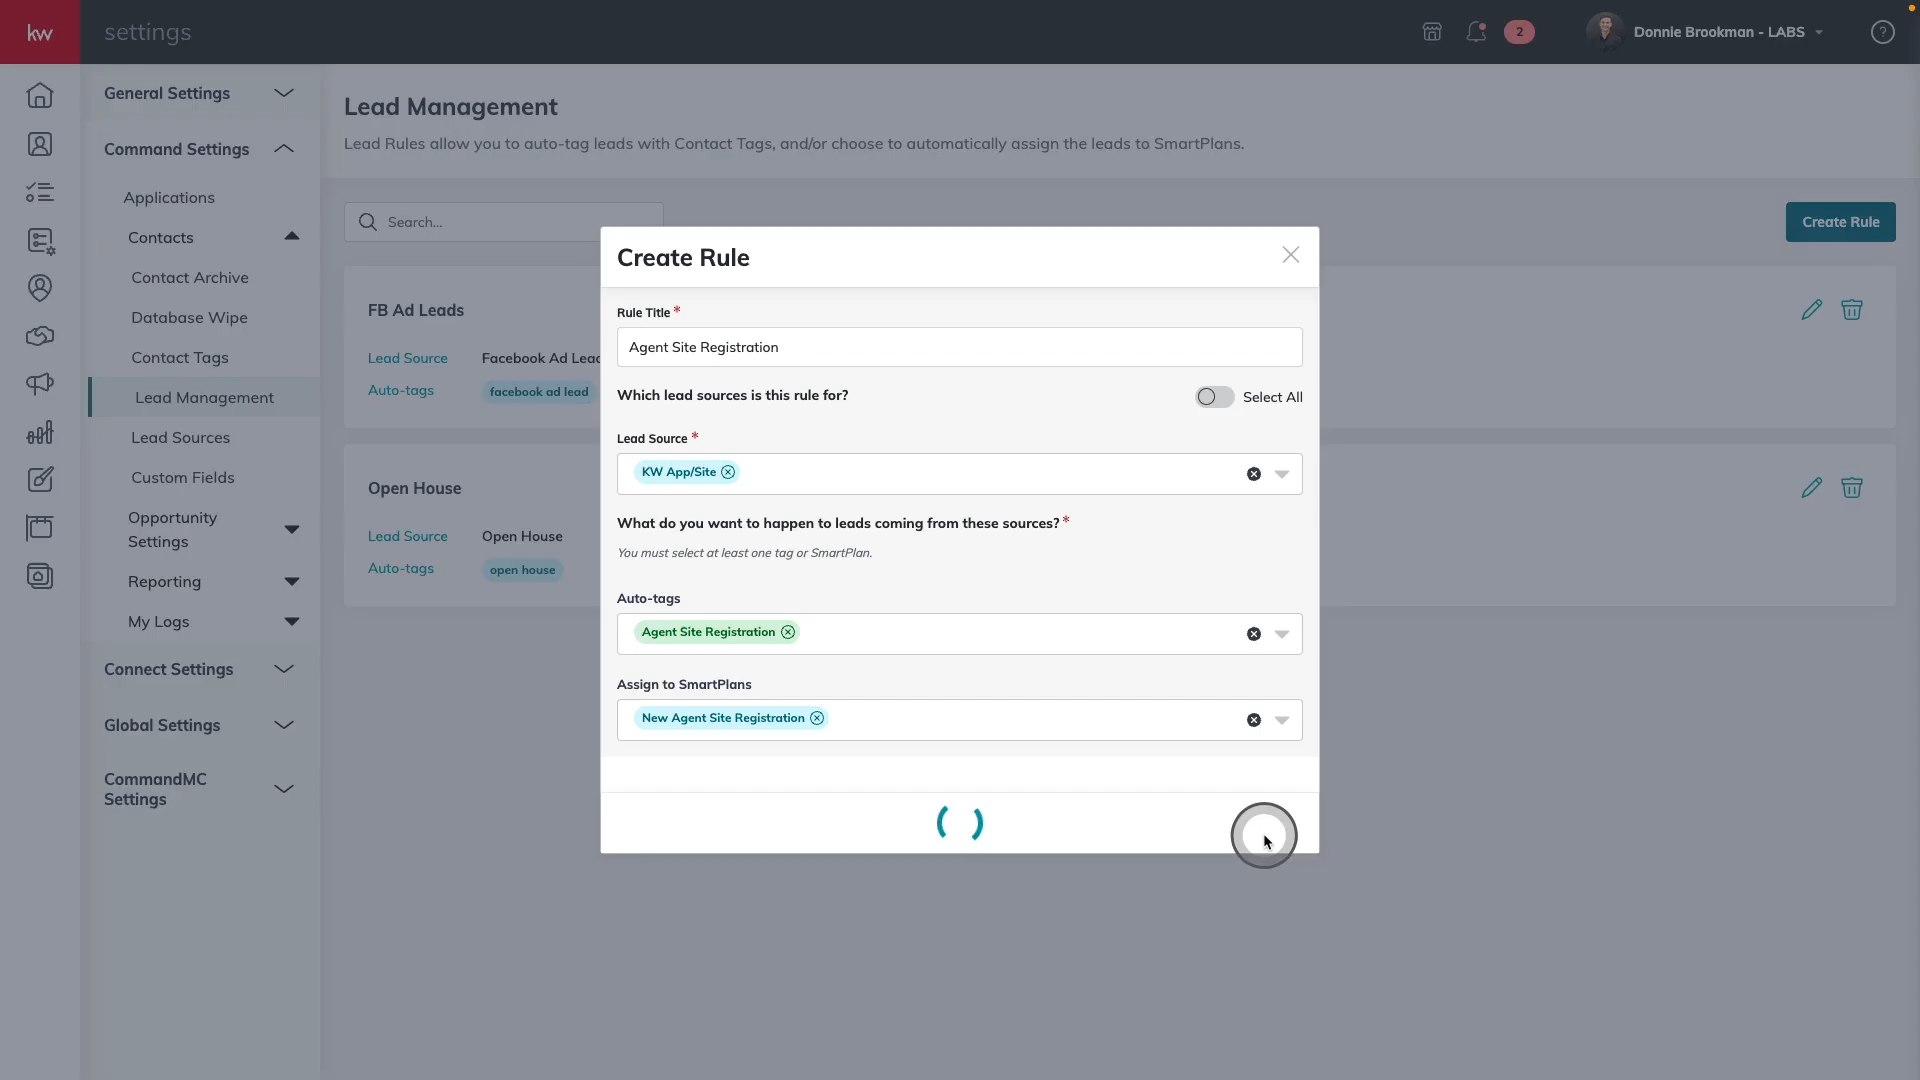 kw
settings
2
Donnie Brookman - LABS
?
General Settings
Command Settings
Applications
Contacts
Contact Archive
Database Wipe
Contact Tags
Lead Management
Lead Sources
Custom Fields
Opportunity
Settings
Reporting
My Logs
Connect Settings
Global Settings
CommandMC
Settings
Lead Management
Lead Rules allow you to auto-tag leads with Contact Tags, and/or choose to automatically assign the leads to SmartPlans.
Search...
Create Rule
FB Ad Leads
Lead Source Facebook Ad Leac
Auto-tags facebook ad lead
Open House
Lead Source Open House
Auto-tags open house
Create Rule
Rule Title *
Agent Site Registration
Which lead sources is this rule for?
Select All
Lead Source *
KW App/Site
What do you want to happen to leads coming from these sources? *
You must select at least one tag or SmartPlan.
Auto-tags
Agent Site Registration
Assign to SmartPlans
New Agent Site Registration